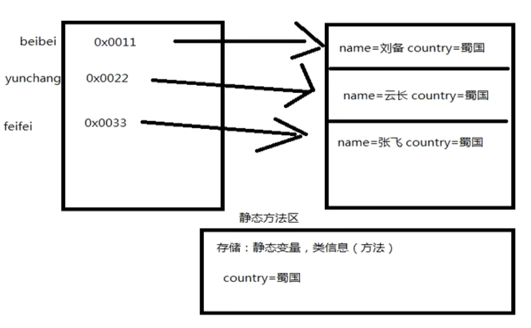 beibei 0x0011 name=刘备 country=蜀国
yunchang 0x0022 name=云长 country=蜀国
feifei 0x0033 name=张飞 country=蜀国
静态方法区
存储：静态变量，类信息（方法）
country=蜀国